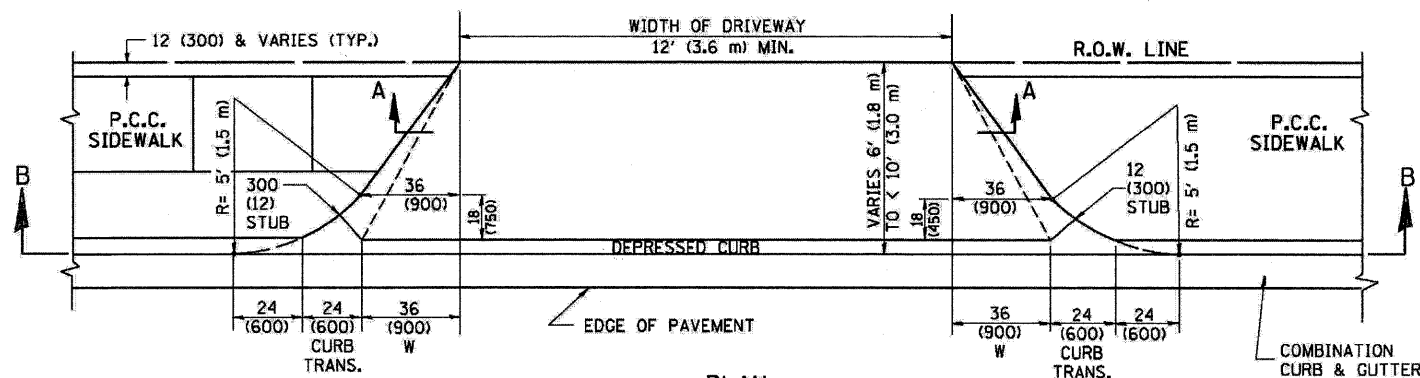 12 (300) & VARIES (TYP.)
WIDTH OF DRIVEWAY
12' (3.6 m) MIN.
R.O.W. LINE
P.C.C.
SIDEWALK
R= 5' (1.5 m)
A
A
VARIES 6' (1.8 m)
TO < 10' (3.0 m)
R= 5' (1.5 m)
P.C.C.
SIDEWALK
B
300
(12)
STUB
36
(900)
18
(750)
36
(900)
18
(450)
12
(300)
STUB
B
DEPRESSED CURB
24
(600)
24
(600)
CURB
TRANS.
36
(900)
W
EDGE OF PAVEMENT
36
(900)
W
24
(600)
CURB
TRANS.
24
(600)
COMBINATION
CURB & GUTTER